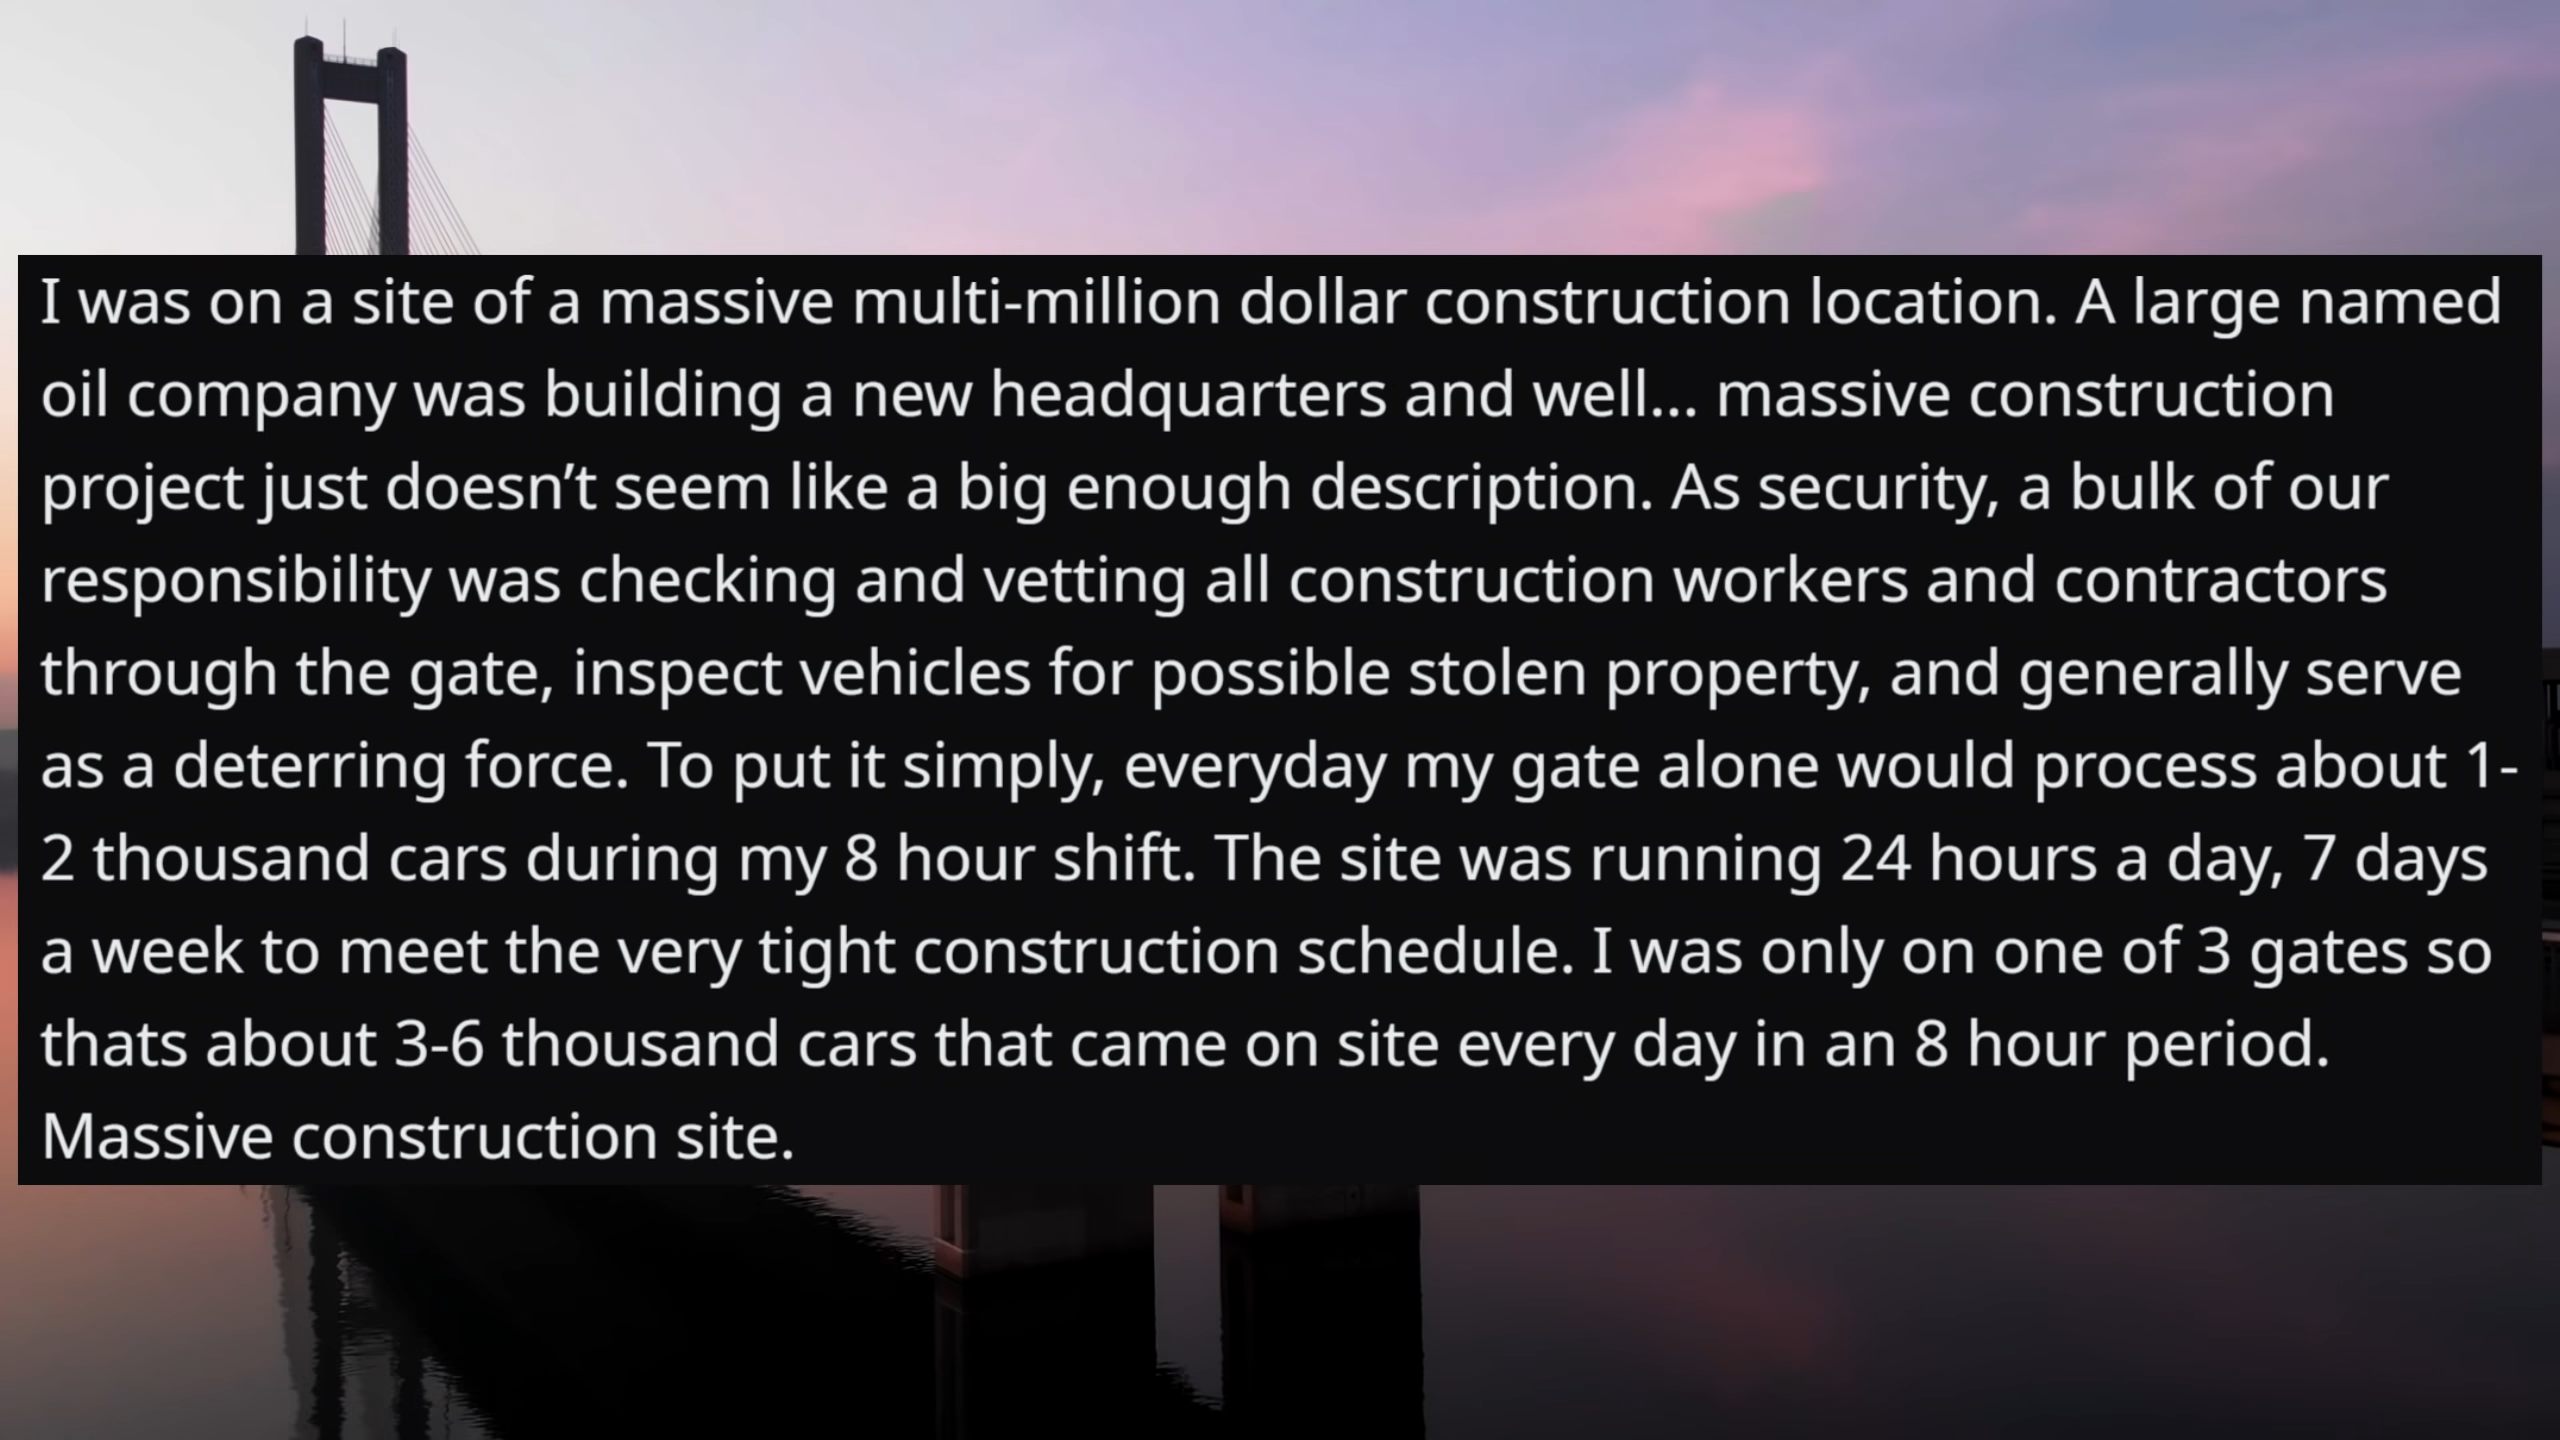 I was on a site of a massive multi-million dollar construction location. A large named
oil company was building a new headquarters and well... massive construction
project just doesn’t seem like a big enough description. As security, a bulk of our
responsibility was checking and vetting all construction workers and contractors
through the gate, inspect vehicles for possible stolen property, and generally serve
as a deterring force. To put it simply, everyday my gate alone would process about 1-
2 thousand cars during my 8 hour shift. The site was running 24 hours a day, 7 days
a week to meet the very tight construction schedule. I was only on one of 3 gates so
thats about 3-6 thousand cars that came on site every day in an 8 hour period.
Massive construction site.